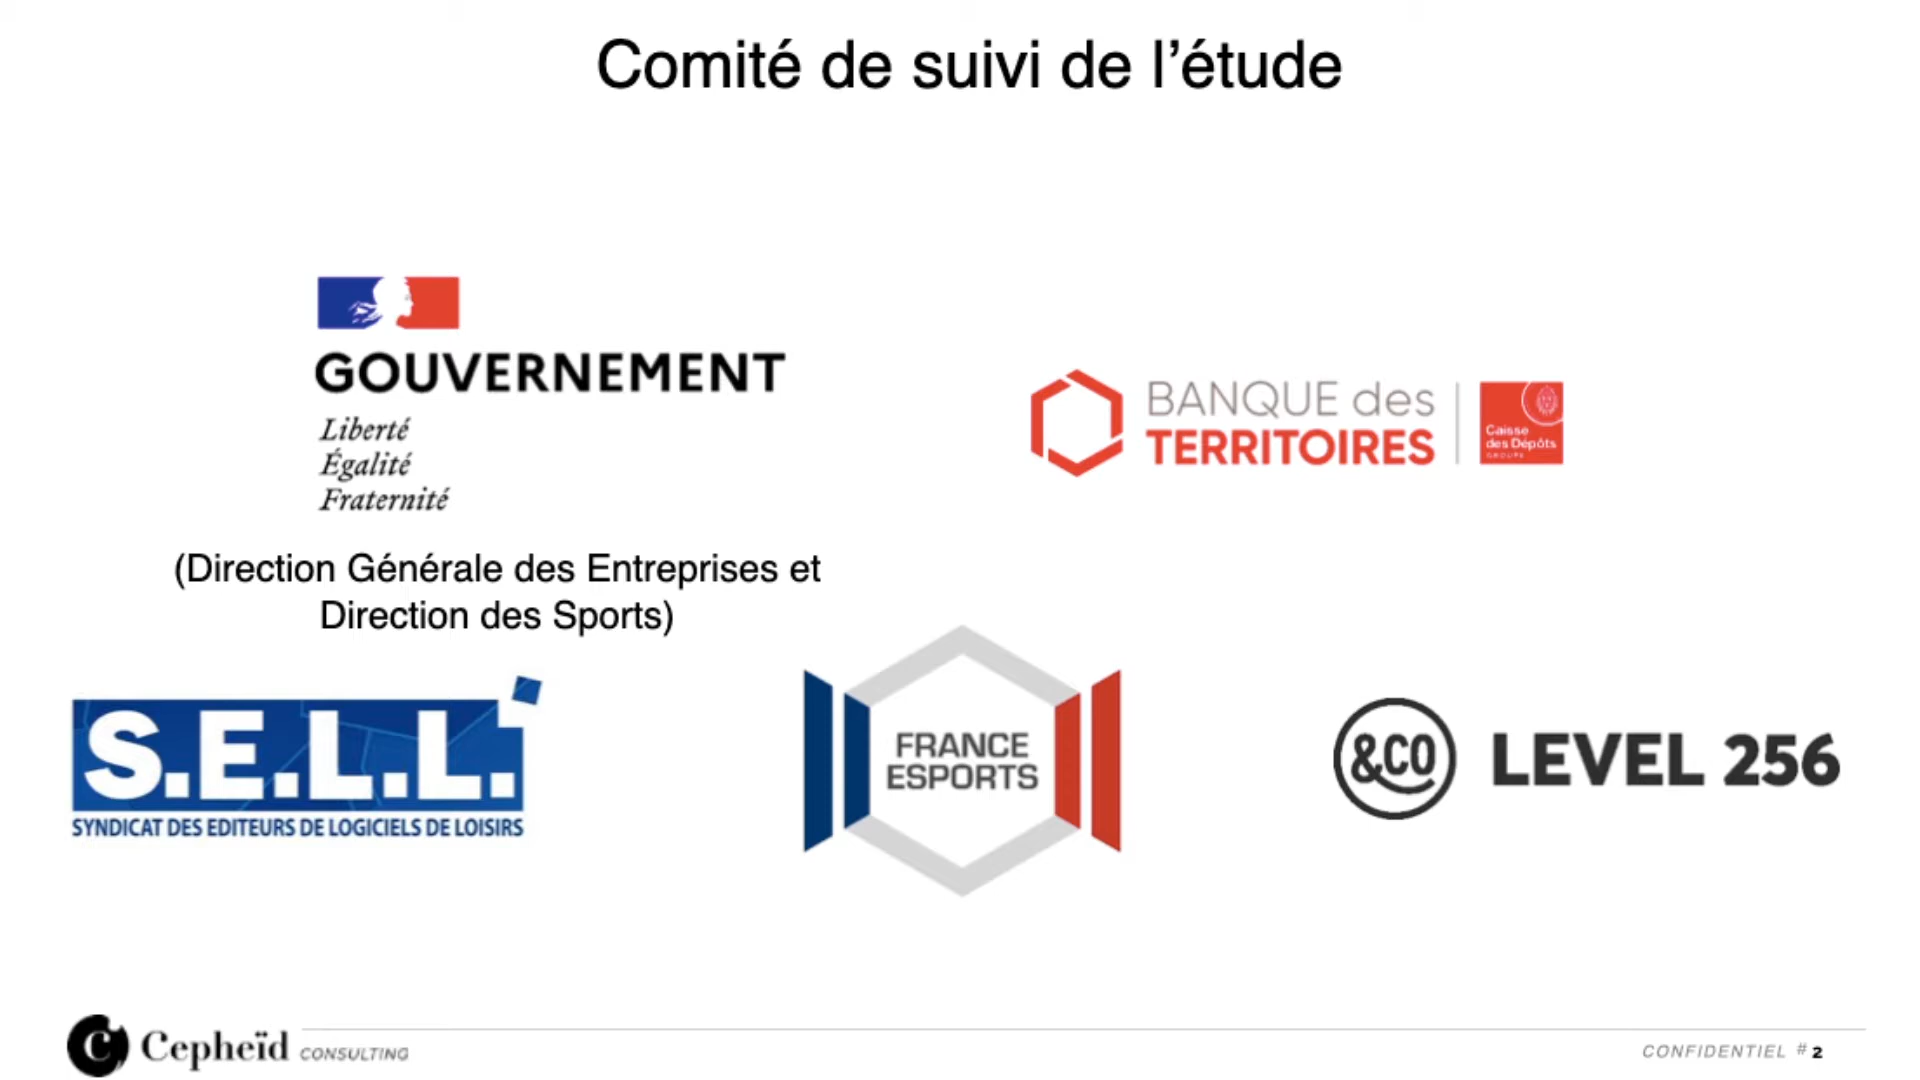 Comité de suivi de l’étude
GOUVERNEMENT
Liberté
Égalité
Fraternité
(Direction Générale des Entreprises et
Direction des Sports)
BANQUE des
TERRITOIRES
Caisse
des Dépôts
GROUPE
S.E.L.L.
SYNDICAT DES EDITEURS DE LOGICIELS DE LOISIRS
FRANCE
ESPORTS
&CO LEVEL 256
C Cepheïd CONSULTING
CONFIDENTIEL # 2